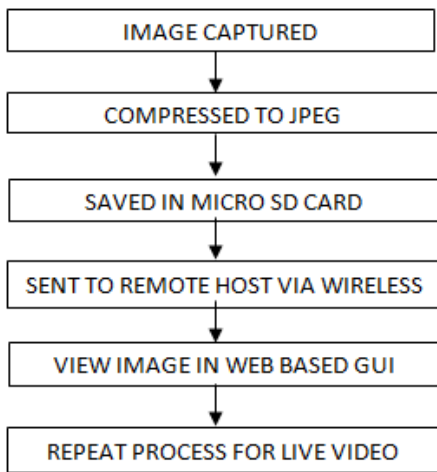 IMAGE CAPTURED
COMPRESSED TO JPEG
SAVED IN MICRO SD CARD
SENT TO REMOTE HOST VIA WIRELESS
VIEW IMAGE IN WEB BASED GUI
REPEAT PROCESS FOR LIVE VIDEO